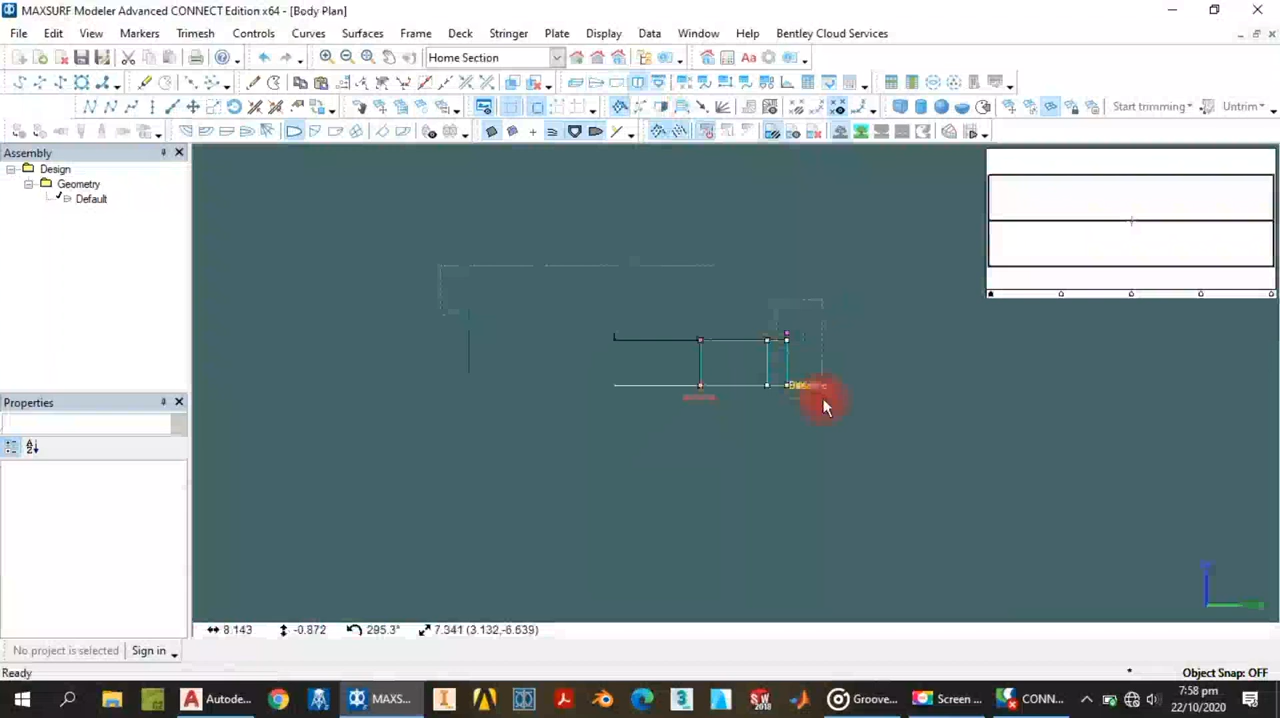 MAXSURF Modeler Advanced CONNECT Edition x64 - [Body Plan]
File Edit View Markers Trimesh Controls Curves Surfaces Frame Deck Stringer Plate Display Data Window Help Bentley Cloud Services
Home Section
Aa
Start trimming Untrim
Assembly
Design
Geometry
Default
Properties
8.143 -0.872 295.3° 7.341 (3.132,-6.639)
No project is selected Sign in
Ready * Object Snap: OFF
Autode... MAXS... SW 2018 Groove... Screen ... CONN... 7:58 pm
22/10/2020